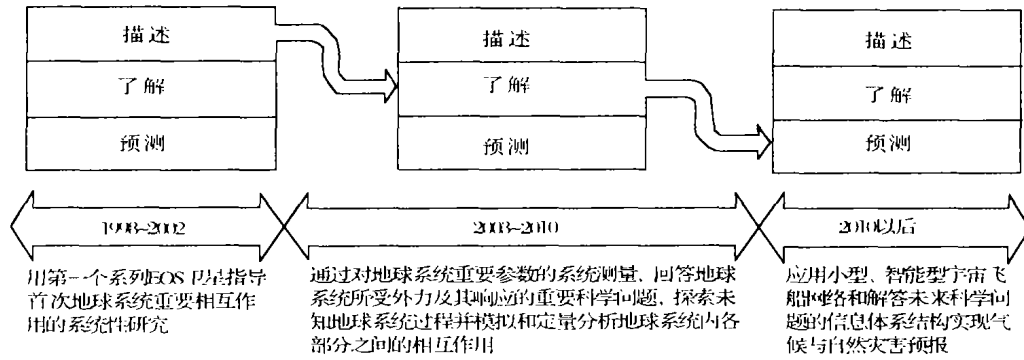 描述
了解
预测
描述
了解
预测
描述
了解
预测
1998~2002
2003~2010
2010以后
用第一个系列EOS卫星指导
首次地球系统重要相互作
用的系统性研究
通过对地球系统重要参数的系统测量,回答地球
系统所受外力及其响应的重要科学问题,探索未
知地球系统过程并模拟和定量分析地球系统内各
部分之间的相互作用
应用小型、智能型宇宙飞
船网络和解答未来科学问
题的信息体系结构实现气
候与自然灾害预报